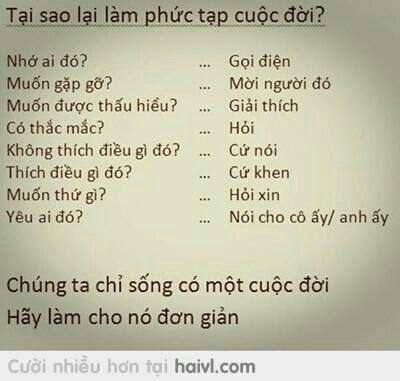 Tại sao lại làm phức tạp cuộc đời?
Nhớ ai đó? ... Gọi điện
Muốn gặp gỡ? ... Mời người đó
Muốn được thấu hiểu? ... Giải thích
Có thắc mắc? ... Hỏi
Không thích điều gì đó? ... Cứ nói
Thích điều gì đó? ... Cứ khen
Muốn thứ gì? ... Hỏi xin
Yêu ai đó? ... Nói cho cô ấy/ anh ấy
Chúng ta chỉ sống có một cuộc đời
Hãy làm cho nó đơn giản
Cười nhiều hơn tại haivl.com